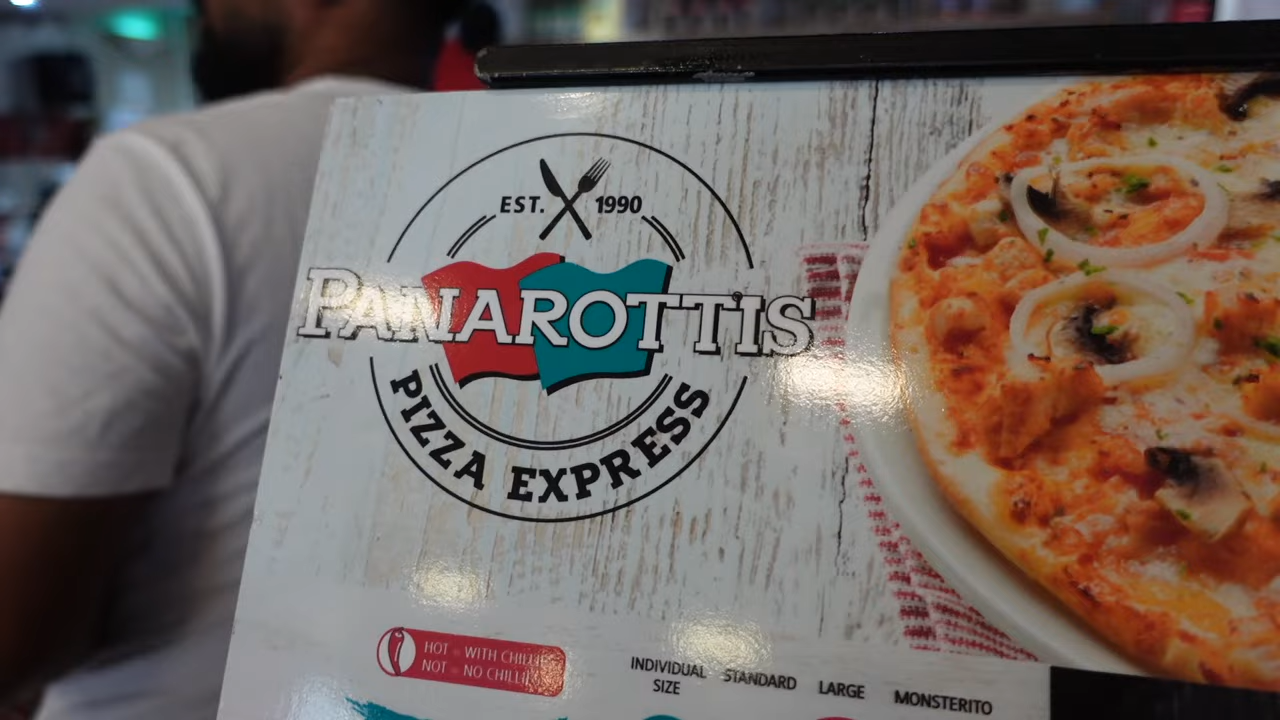 EST. 1990
PANAROTTIS
PIZZA EXPRESS
HOT - WITH CHILLI
NOT - NO CHILLI
INDIVIDUAL SIZE
STANDARD
LARGE
MONSTERITO